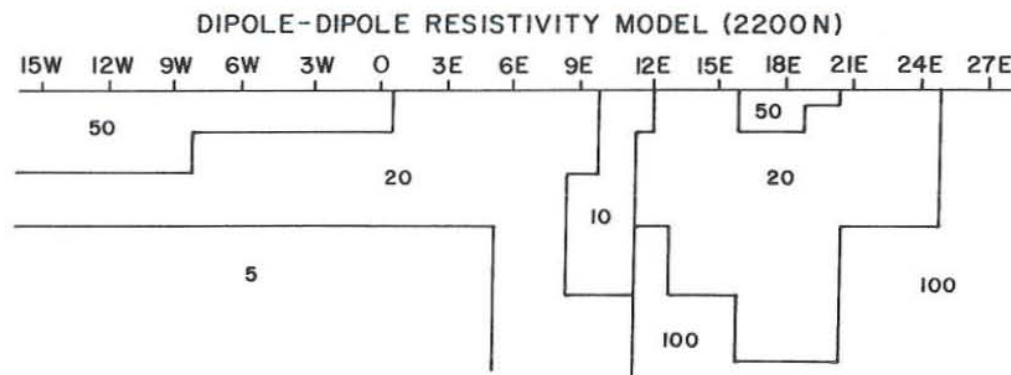 DIPOLE-DIPOLE RESISTIVITY MODEL (2200N)
15W 12W 9W 6W 3W 0 3E 6E 9E 12E 15E 18E 21E 24E 27E
50 50
20 20
10
5 100
100